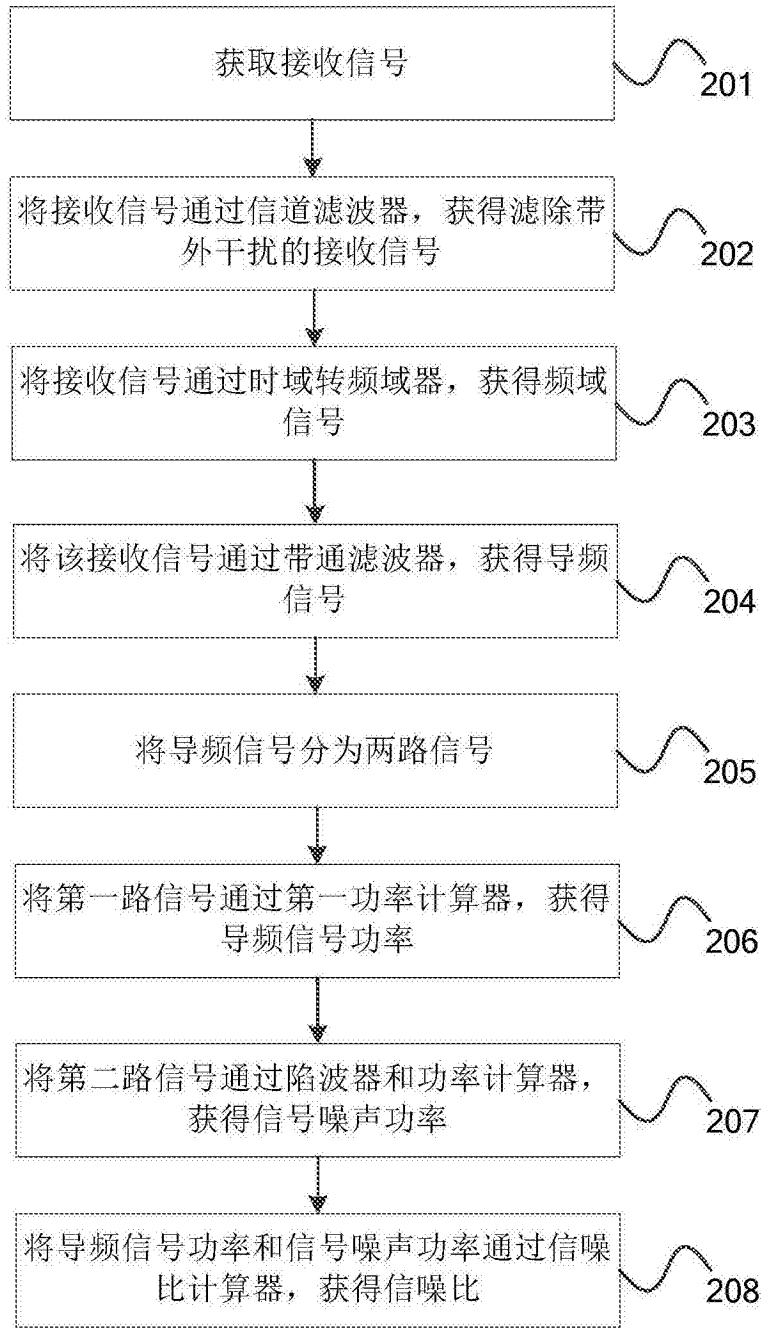 获取接收信号
201
将接收信号通过信道滤波器，获得滤除带
外干扰的接收信号
202
将接收信号通过时域转频域器，获得频域
信号
203
将该接收信号通过带通滤波器，获得导频
信号
204
将导频信号分为两路信号
205
将第一路信号通过第一功率计算器，获得
导频信号功率
206
将第二路信号通过陷波器和功率计算器，
获得信号噪声功率
207
将导频信号功率和信号噪声功率通过信噪
比计算器，获得信噪比
208